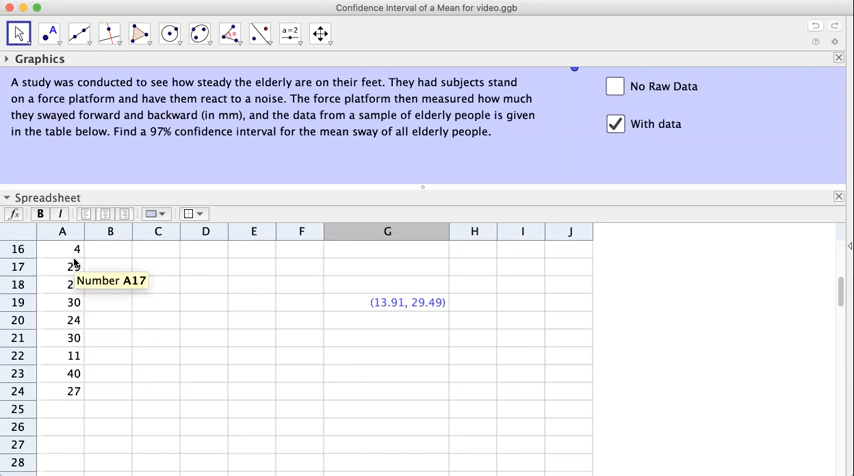 Confidence Interval of a Mean for video.ggb
A
a=2
Graphics
A study was conducted to see how steady the elderly are on their feet. They had subjects stand
on a force platform and have them react to a noise. The force platform then measured how much
they swayed forward and backward (in mm), and the data from a sample of elderly people is given
in the table below. Find a 97% confidence interval for the mean sway of all elderly people.
No Raw Data
With data
Spreadsheet
fx B I
A B C D E F G H I J
16 4
17 29
Number A17
18
19 30 (13.91, 29.49)
20 24
21 30
22 11
23 40
24 27
25
26
27
28